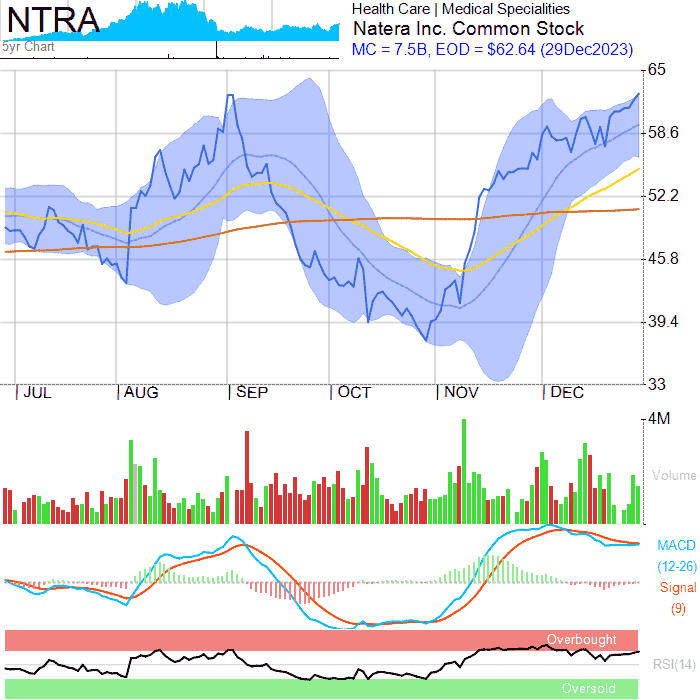 NTRA
5yr Chart
Health Care | Medical Specialities
Natera Inc. Common Stock
MC = 7.5B, EOD = $62.64 (29Dec2023)
65
58.6
52.2
45.8
39.4
33
JUL AUG SEP OCT NOV DEC
4M
Volume
MACD
(12-26)
Signal
(9)
Overbought
RSI(14)
Oversold